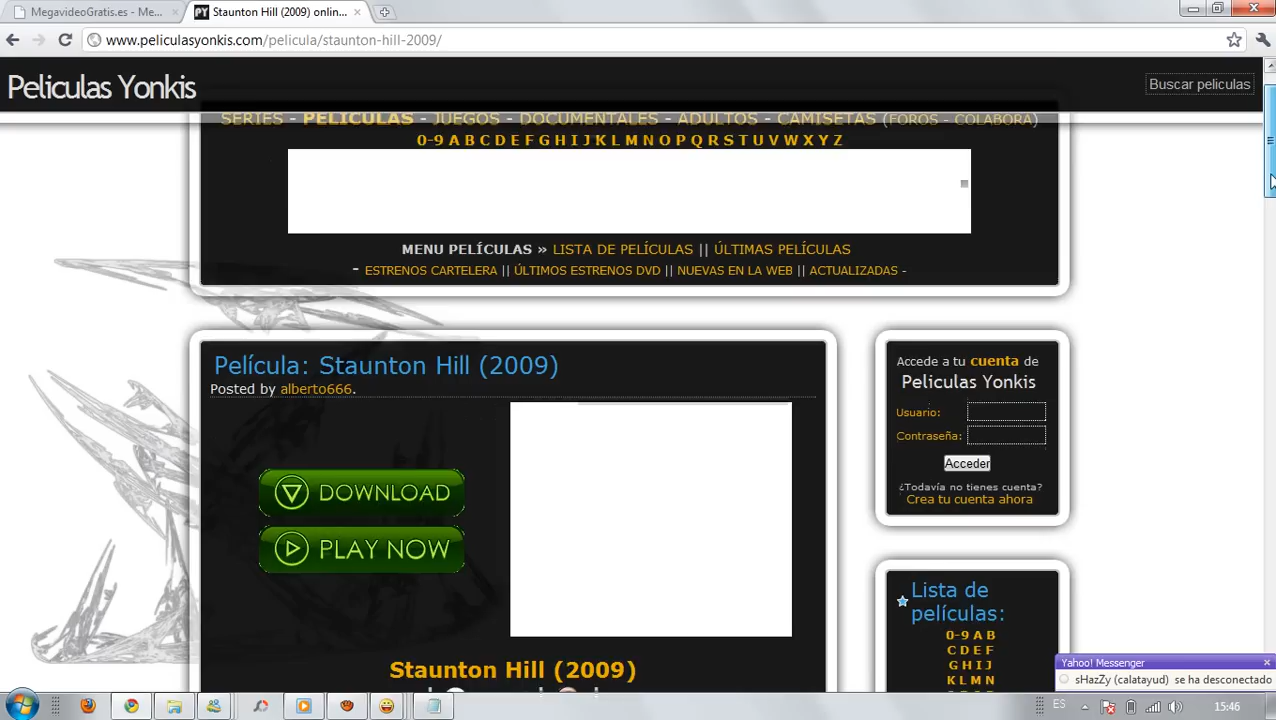 MegavideoGratis.es - Me...
PY Staunton Hill (2009) onlin...
www.peliculasyonkis.com/pelicula/staunton-hill-2009/
Peliculas Yonkis
Buscar peliculas
SERIES - PELICULAS - JUEGOS - DOCUMENTALES - ADULTOS - CAMISETAS (FOROS - COLABORA)
0-9 A B C D E F G H I J K L M N O P Q R S T U V W X Y Z
MENU PELÍCULAS » LISTA DE PELÍCULAS || ÚLTIMAS PELÍCULAS
- ESTRENOS CARTELERA || ÚLTIMOS ESTRENOS DVD || NUEVAS EN LA WEB || ACTUALIZADAS -
Película: Staunton Hill (2009)
Posted by alberto666.
DOWNLOAD
PLAY NOW
Staunton Hill (2009)
Accede a tu cuenta de
Peliculas Yonkis
Usuario:
Contraseña:
Acceder
¿Todavía no tienes cuenta?
Crea tu cuenta ahora
Lista de
películas:
0-9 A B
C D E F
G H I J
K L M N
Yahoo! Messenger
sHazZy (calatayud) se ha desconectado
ES
15:46